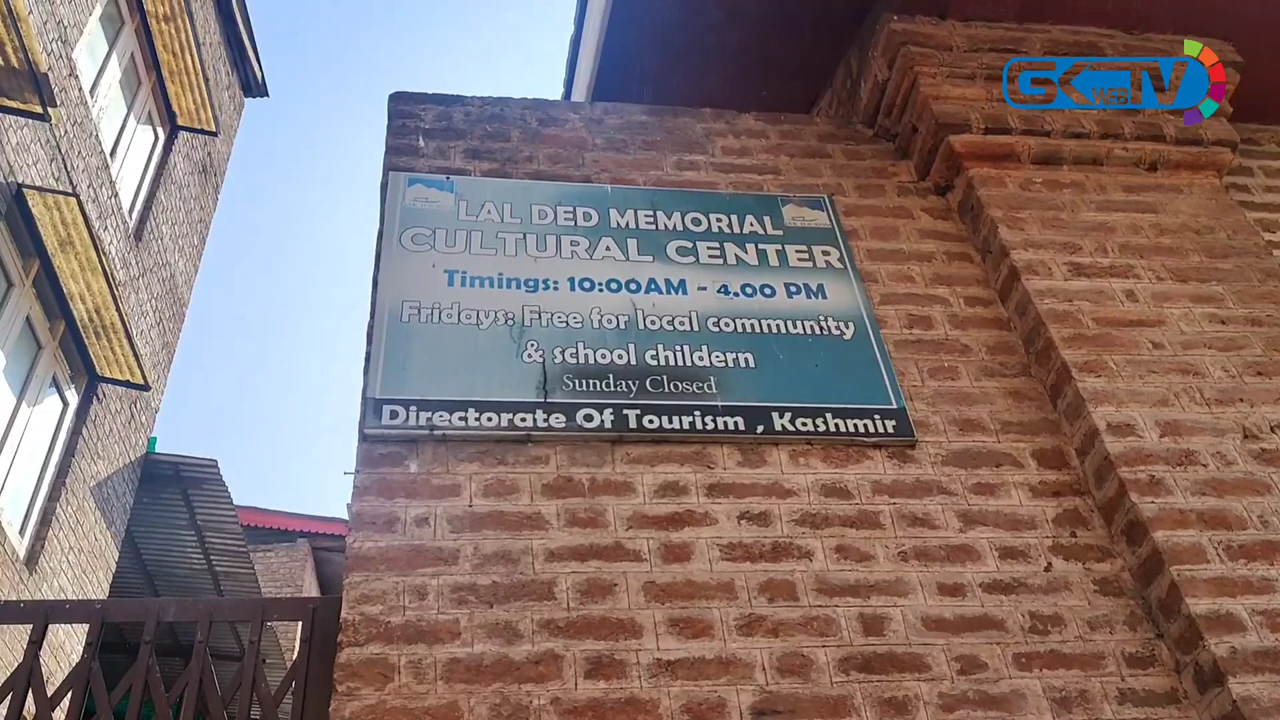 GK WEB TV
LAL DED MEMORIAL
CULTURAL CENTER
Timings: 10:00AM - 4.00 PM
Fridays: Free for local community
& school childern
Sunday Closed
Directorate Of Tourism , Kashmir